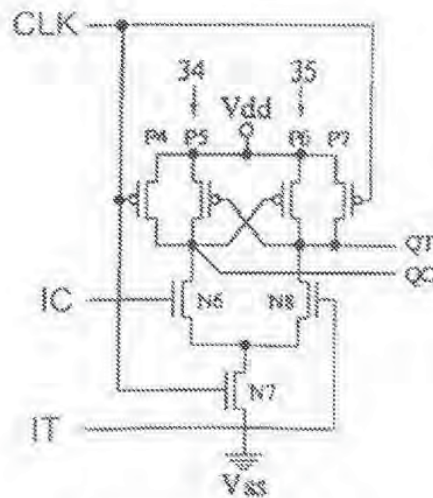 CLK
34 35
Vdd
P4 P5 P6 P7
QT
QC
IC N6 N8
N7
IT
Vss